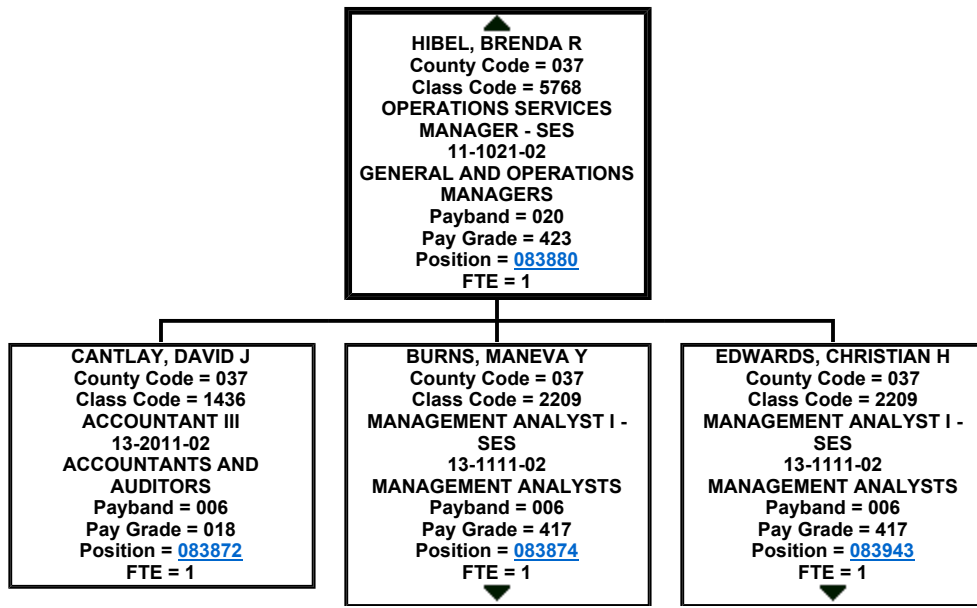 HIBEL, BRENDA R
County Code = 037
Class Code = 5768
OPERATIONS SERVICES
MANAGER - SES
11-1021-02
GENERAL AND OPERATIONS
MANAGERS
Payband = 020
Pay Grade = 423
Position = 083880
FTE = 1
CANTLAY, DAVID J
County Code = 037
Class Code = 1436
ACCOUNTANT III
13-2011-02
ACCOUNTANTS AND
AUDITORS
Payband = 006
Pay Grade = 018
Position = 083872
FTE = 1
BURNS, MANEVA Y
County Code = 037
Class Code = 2209
MANAGEMENT ANALYST I -
SES
13-1111-02
MANAGEMENT ANALYSTS
Payband = 006
Pay Grade = 417
Position = 083874
FTE = 1
EDWARDS, CHRISTIAN H
County Code = 037
Class Code = 2209
MANAGEMENT ANALYST I -
SES
13-1111-02
MANAGEMENT ANALYSTS
Payband = 006
Pay Grade = 417
Position = 083943
FTE = 1